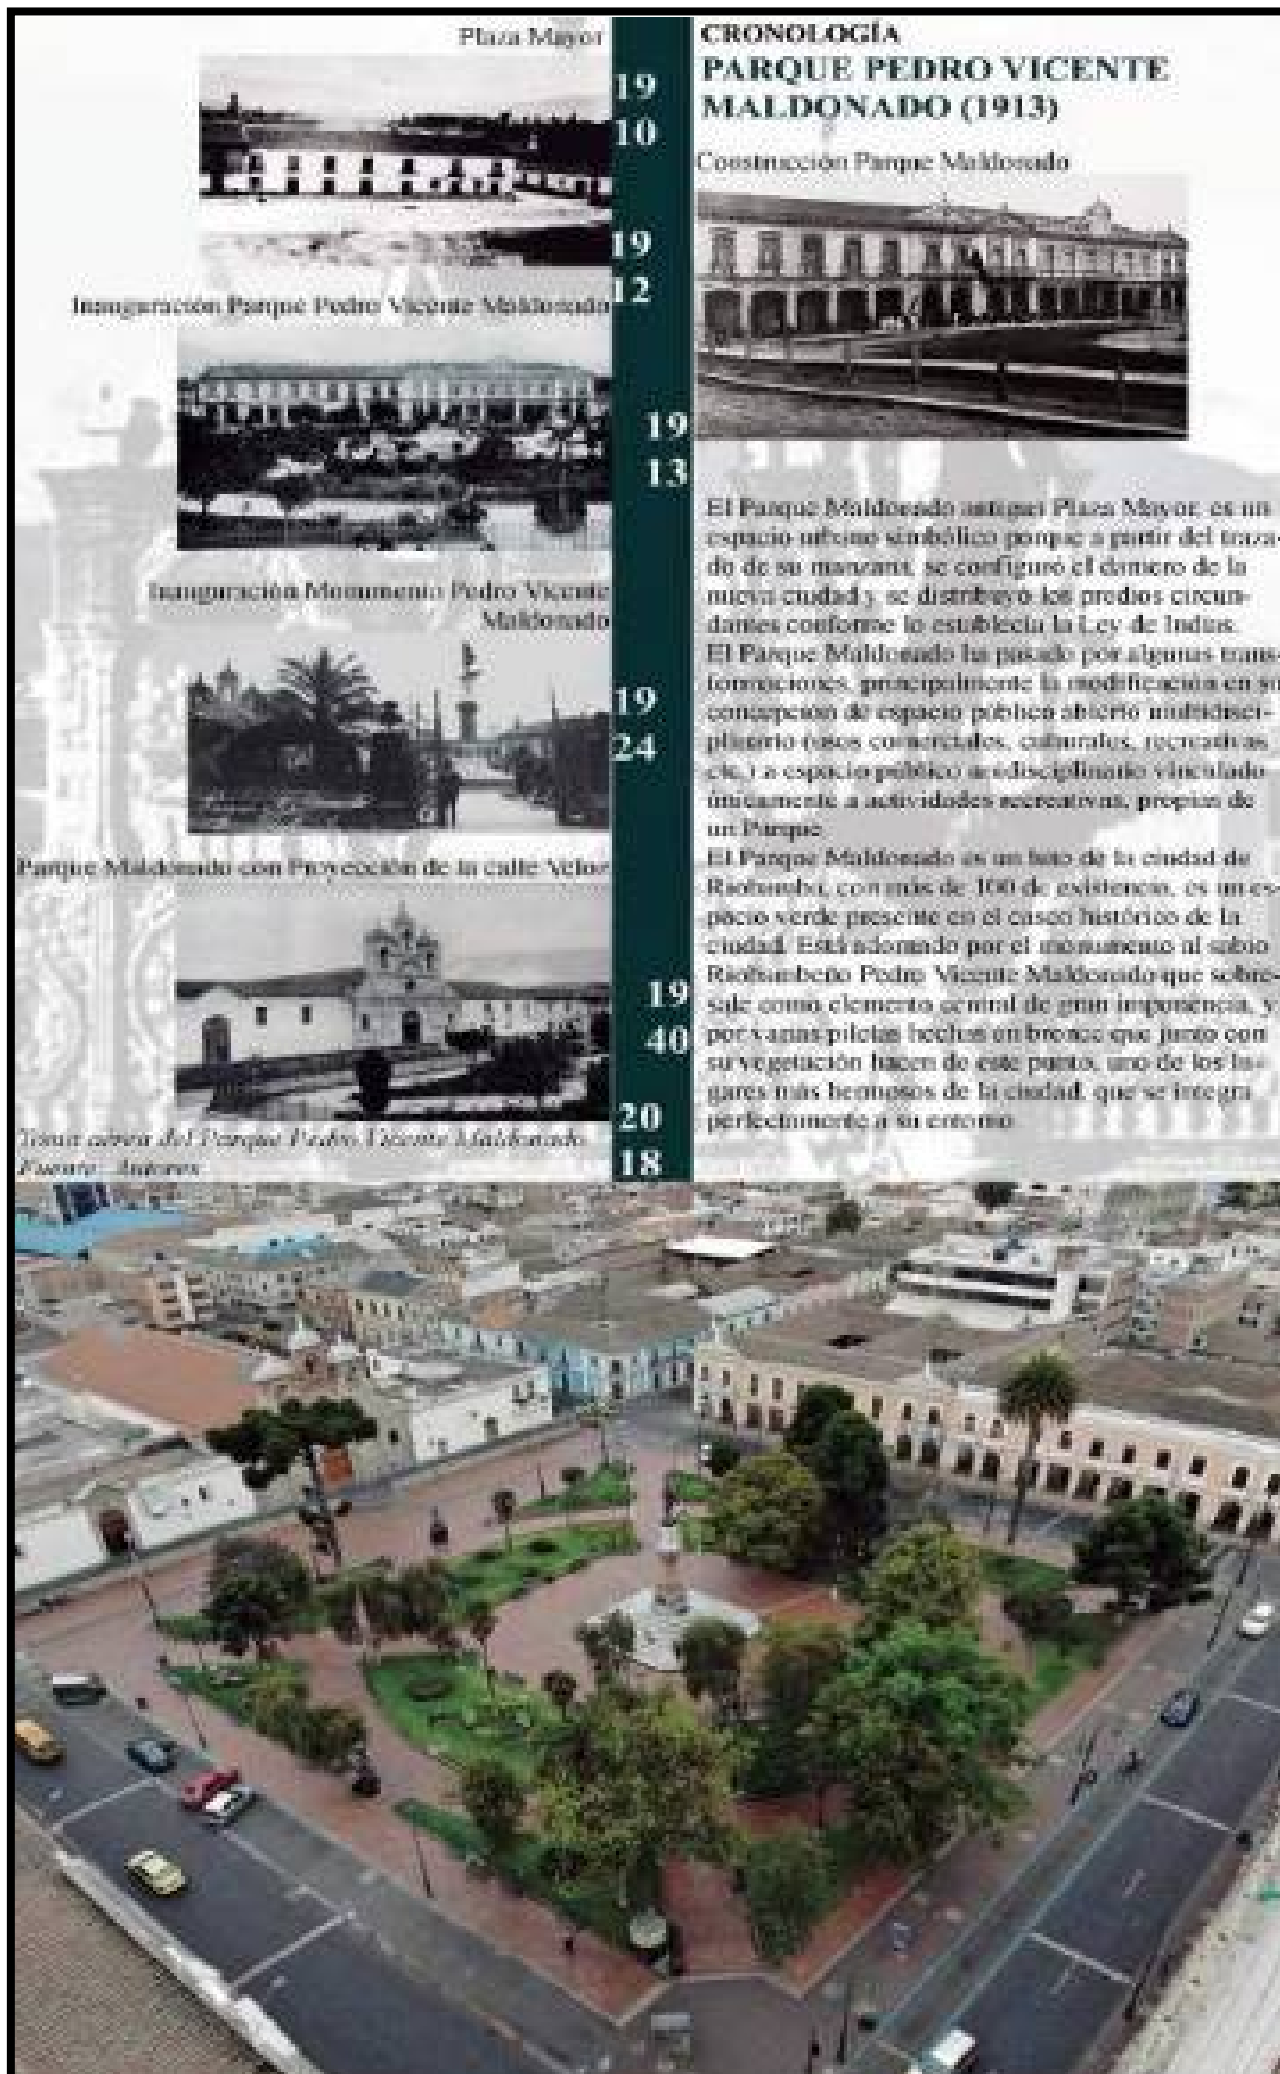 Plaza Mayor
19
10
CRONOLOGÍA
PARQUE PEDRO VICENTE
MALDONADO (1913)
Construcción Parque Maldonado
19
12
Inauguración Parque Pedro Vicente Maldonado
19
13
Inauguración Monumento Pedro Vicente
Maldonado
19
24
Parque Maldonado con Proyección de la calle Veloz
19
40
20
18
Toma aérea del Parque Pedro Vicente Maldonado.
Fuente: Autores
El Parque Maldonado antigua Plaza Mayor, es un
espacio urbano simbólico porque a partir del traza-
do de su manzana, se configuró el damero de la
nueva ciudad y se distribuyó los predios circun-
dantes conforme lo establecía la Ley de Indias.
El Parque Maldonado ha pasado por algunas trans-
formaciones, principalmente la modificación en su
concepción de espacio público abierto multidisci-
plinario (usos comerciales, culturales, recreativas
etc.) a espacio público vinculado
únicamente a actividades recreativas, propias de
un Parque.
El Parque Maldonado es un hito de la ciudad de
Riobamba, con más de 100 de existencia, es un es-
pacio verde presente en el casco histórico de la
ciudad. Está adornado por el monumento al sabio
Riobambeño Pedro Vicente Maldonado que sobre-
sale como elemento central de gran imponencia, y
por varias piletas hechas en bronce que junto con
su vegetación hacen de este punto, uno de los lu-
gares más hermosos de la ciudad, que se integra
perfectamente a su entorno.